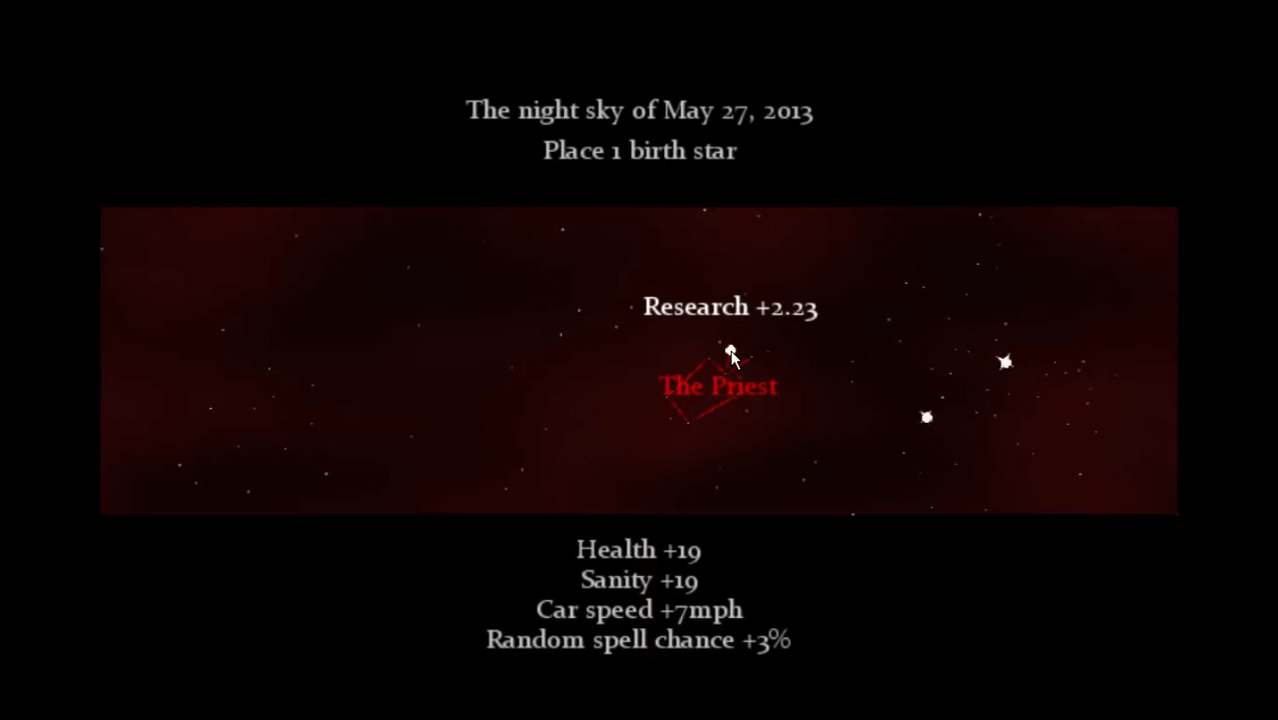 The night sky of May 27, 2013
Place 1 birth star
Research +2.23
The Priest
Health +19
Sanity +19
Car speed +7mph
Random spell chance +3%